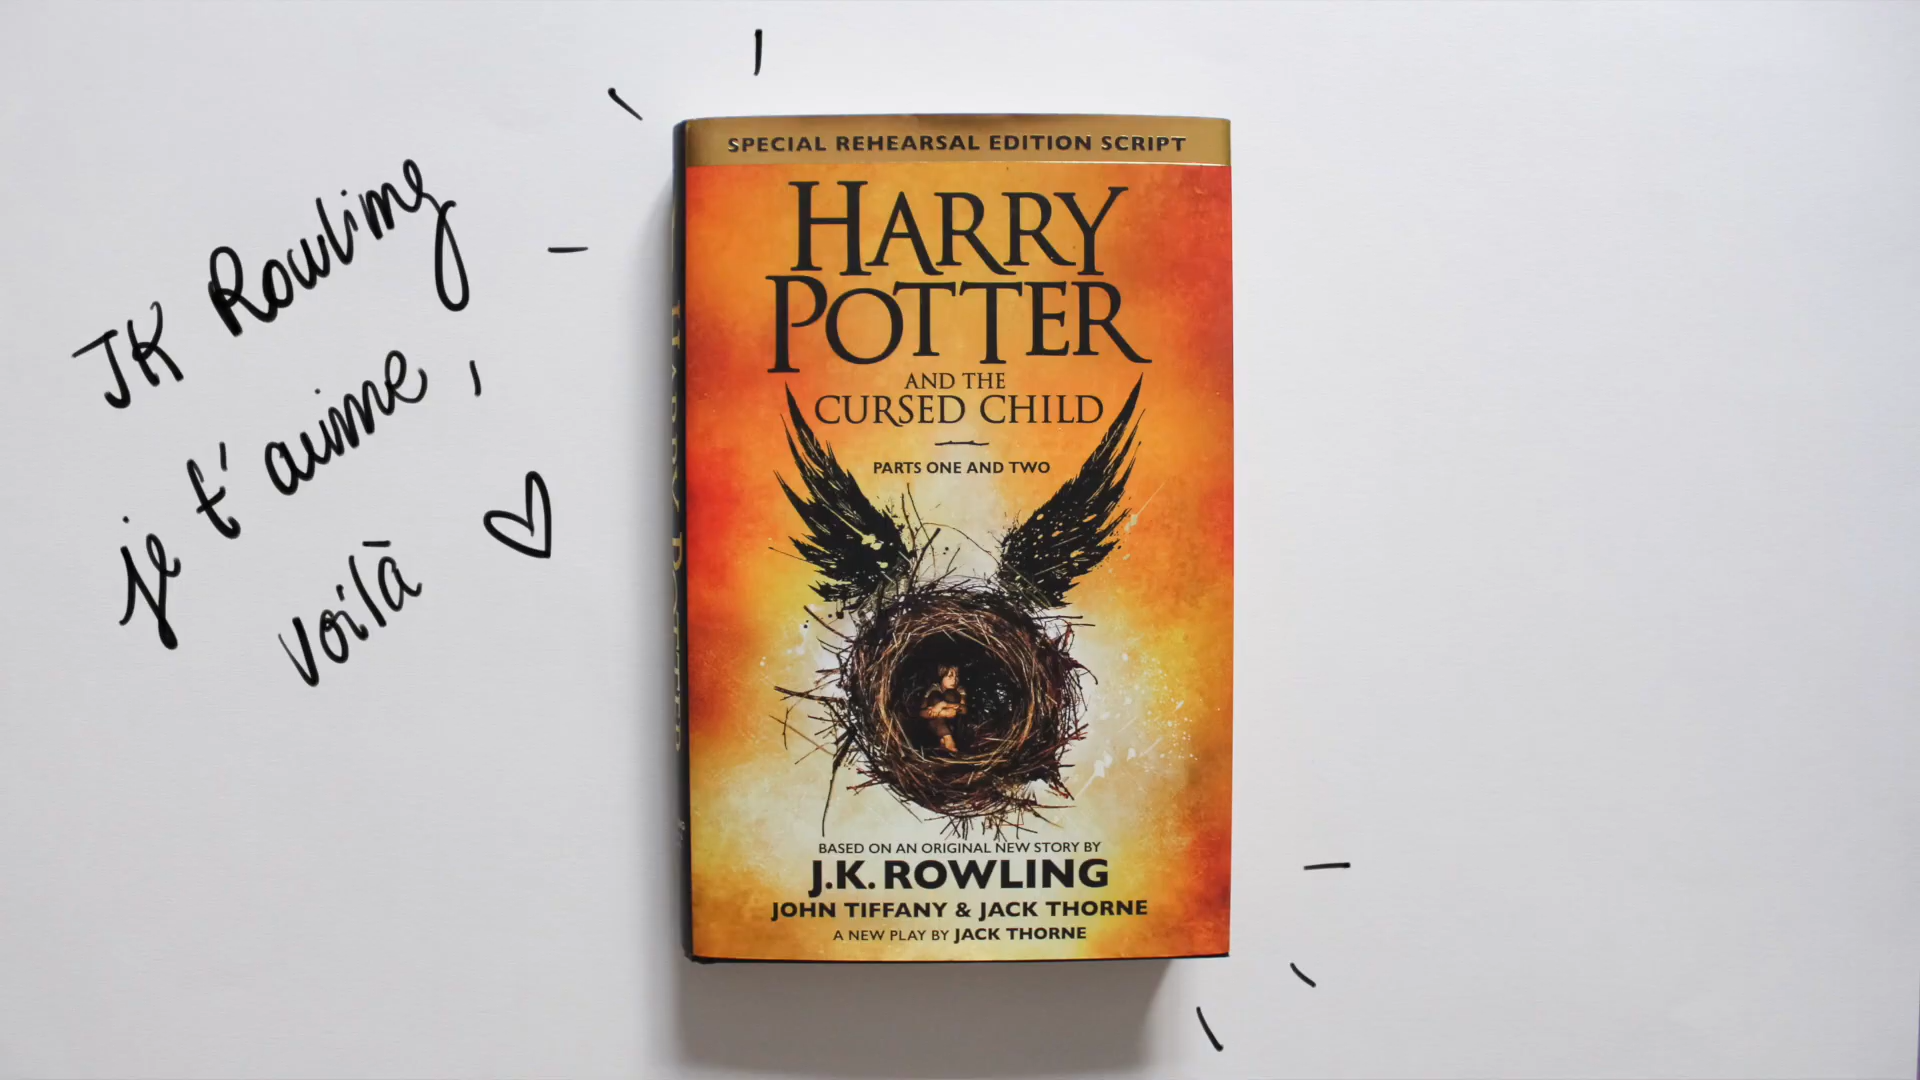 JK Rowling
je t'aime,
voilà ♡
SPECIAL REHEARSAL EDITION SCRIPT
HARRY
POTTER
AND THE
CURSED CHILD
PARTS ONE AND TWO
BASED ON AN ORIGINAL NEW STORY BY
J.K. ROWLING
JOHN TIFFANY & JACK THORNE
A NEW PLAY BY JACK THORNE
HARRY POTTER